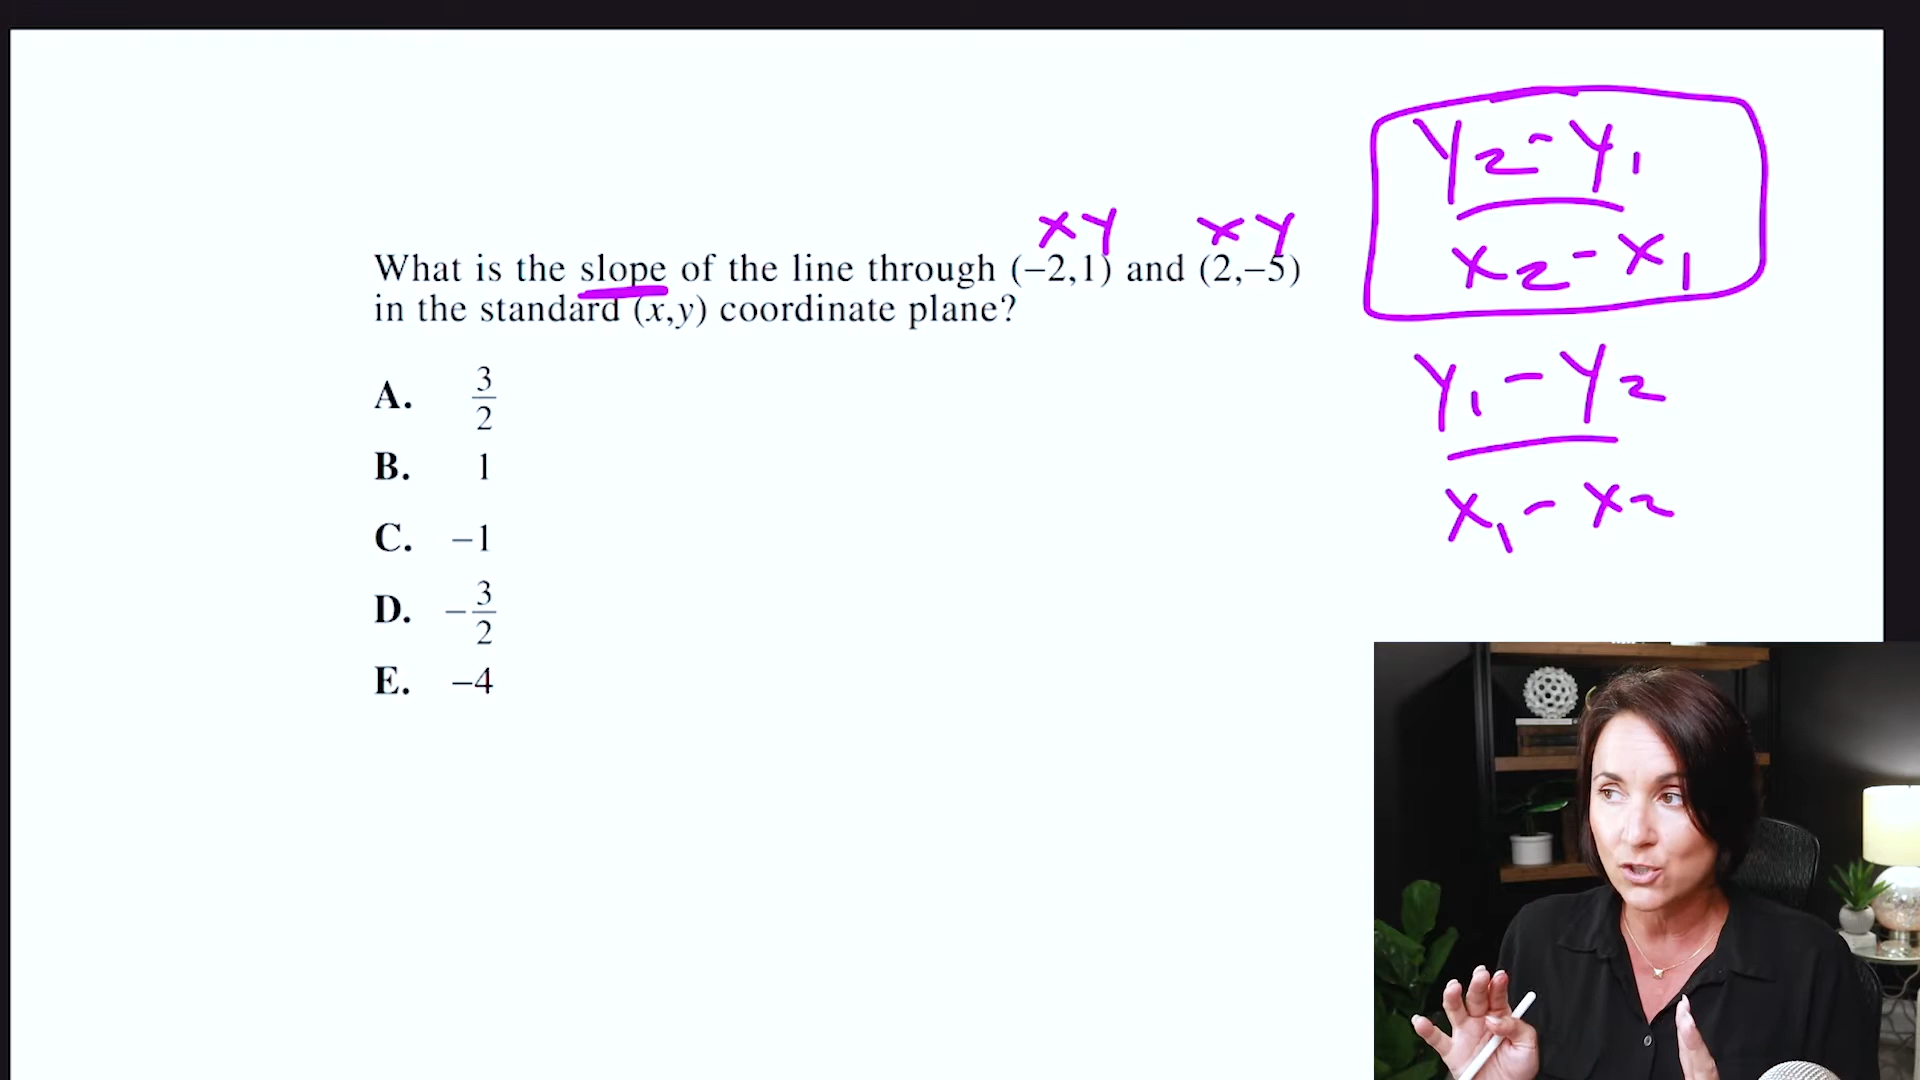 x y x y
What is the slope of the line through (−2,1) and (2,−5)
in the standard (x,y) coordinate plane?
A. 3/2
B. 1
C. −1
D. −3/2
E. −4
y₂ - y₁
x₂ - x₁
y₁ - y₂
x₁ - x₂